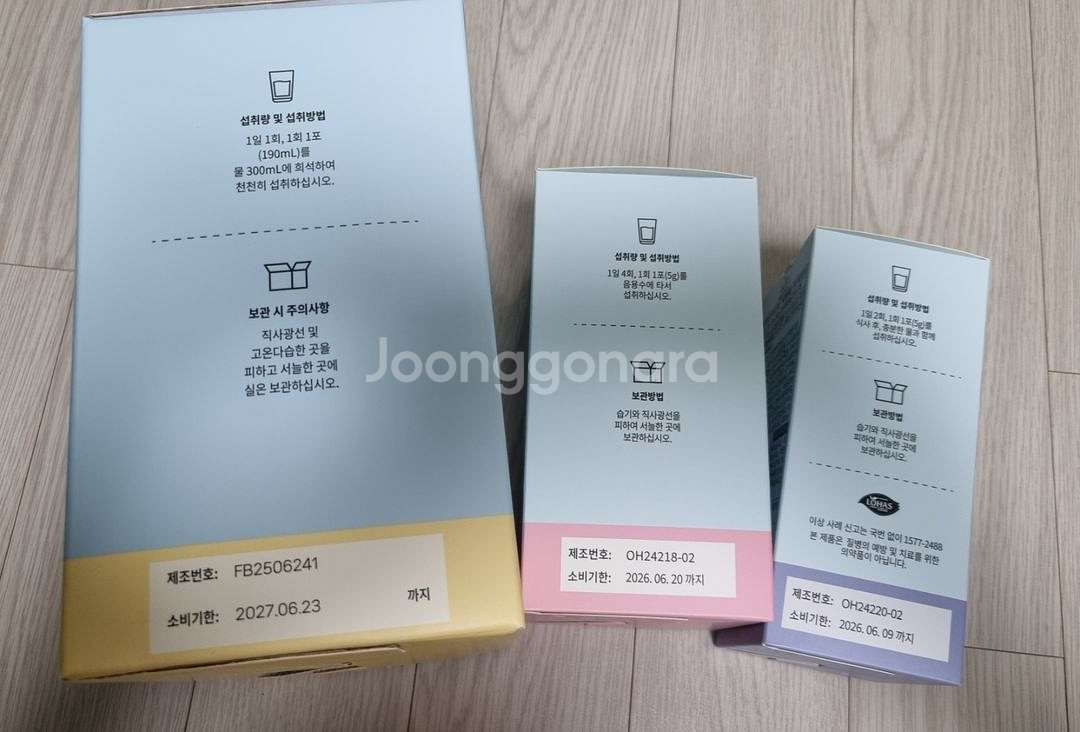 섭취량 및 섭취방법
1일 1회, 1회 1포
(190mL)를
물 300mL에 희석하여
천천히 섭취하십시오.
보관 시 주의사항
직사광선 및
고온다습한 곳을
피하고 서늘한 곳에
실온 보관하십시오.
제조번호: FB2506241
소비기한: 2027.06.23 까지
섭취량 및 섭취방법
1일 4회, 1회 1포(5g)를
음용수에 타서
섭취하십시오.
보관방법
습기와 직사광선을
피하여 서늘한 곳에
보관하십시오.
제조번호: OH24218-02
소비기한: 2026. 06. 20 까지
섭취량 및 섭취방법
1일 2회, 1회 1포(5g)를
식사 후, 충분한 물과 함께
섭취하십시오.
보관방법
습기와 직사광선을
피하여 서늘한 곳에
보관하십시오.
LOHAS
이상 사례 신고는 국번 없이 1577-2488
본 제품은 질병의 예방 및 치료를 위한
의약품이 아닙니다.
제조번호: OH24220-02
소비기한: 2026. 06. 09 까지
Joonggonara